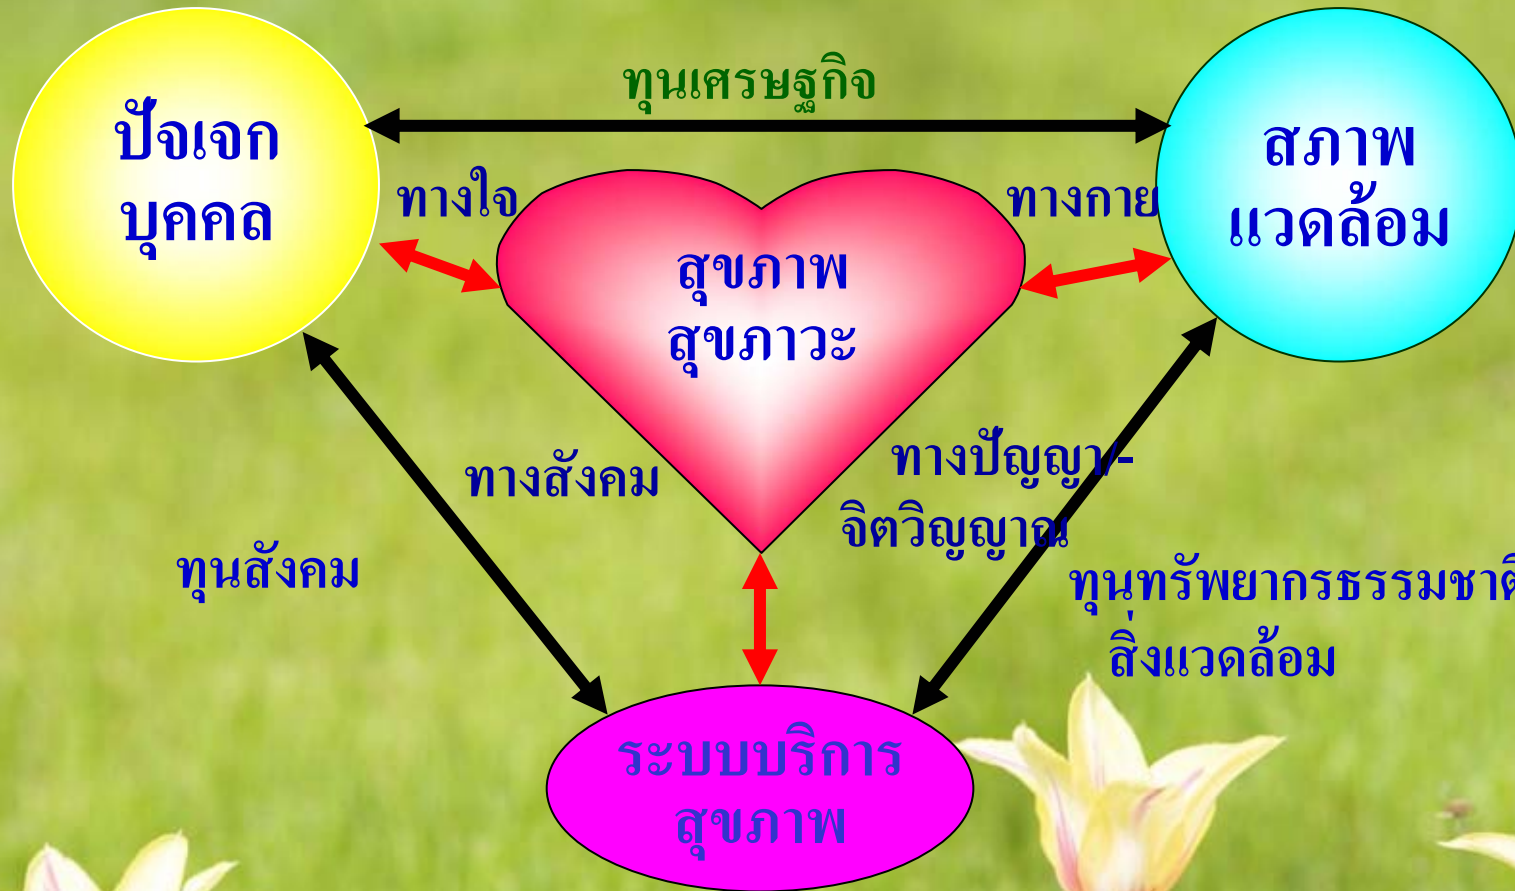 ทุนเศรษฐกิจ
ปัจเจก
บุคคล
สภาพ
แวดล้อม
ทางใจ
ทางกาย
สุขภาพ
สุขภาวะ
ทางสังคม
ทางปัญญา/-
จิตวิญญาณ
ทุนสังคม
ทุนทรัพยากรธรรมชาติ
สิ่งแวดล้อม
ระบบบริการ
สุขภาพ